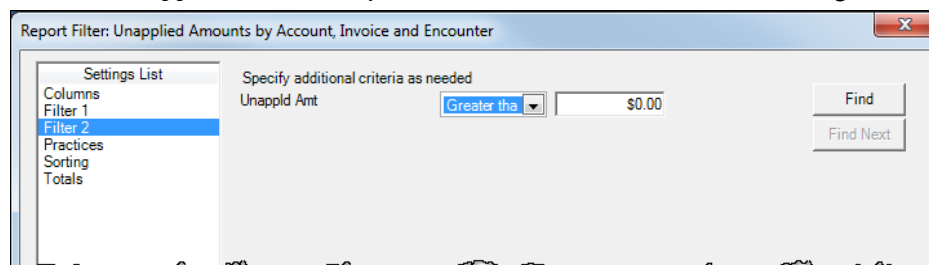 Report Filter: Unapplied Amounts by Account, Invoice and Encounter
Settings List
Columns
Filter 1
Filter 2
Practices
Sorting
Totals
Specify additional criteria as needed
Unappld Amt
Greater tha
$0.00
Find
Find Next